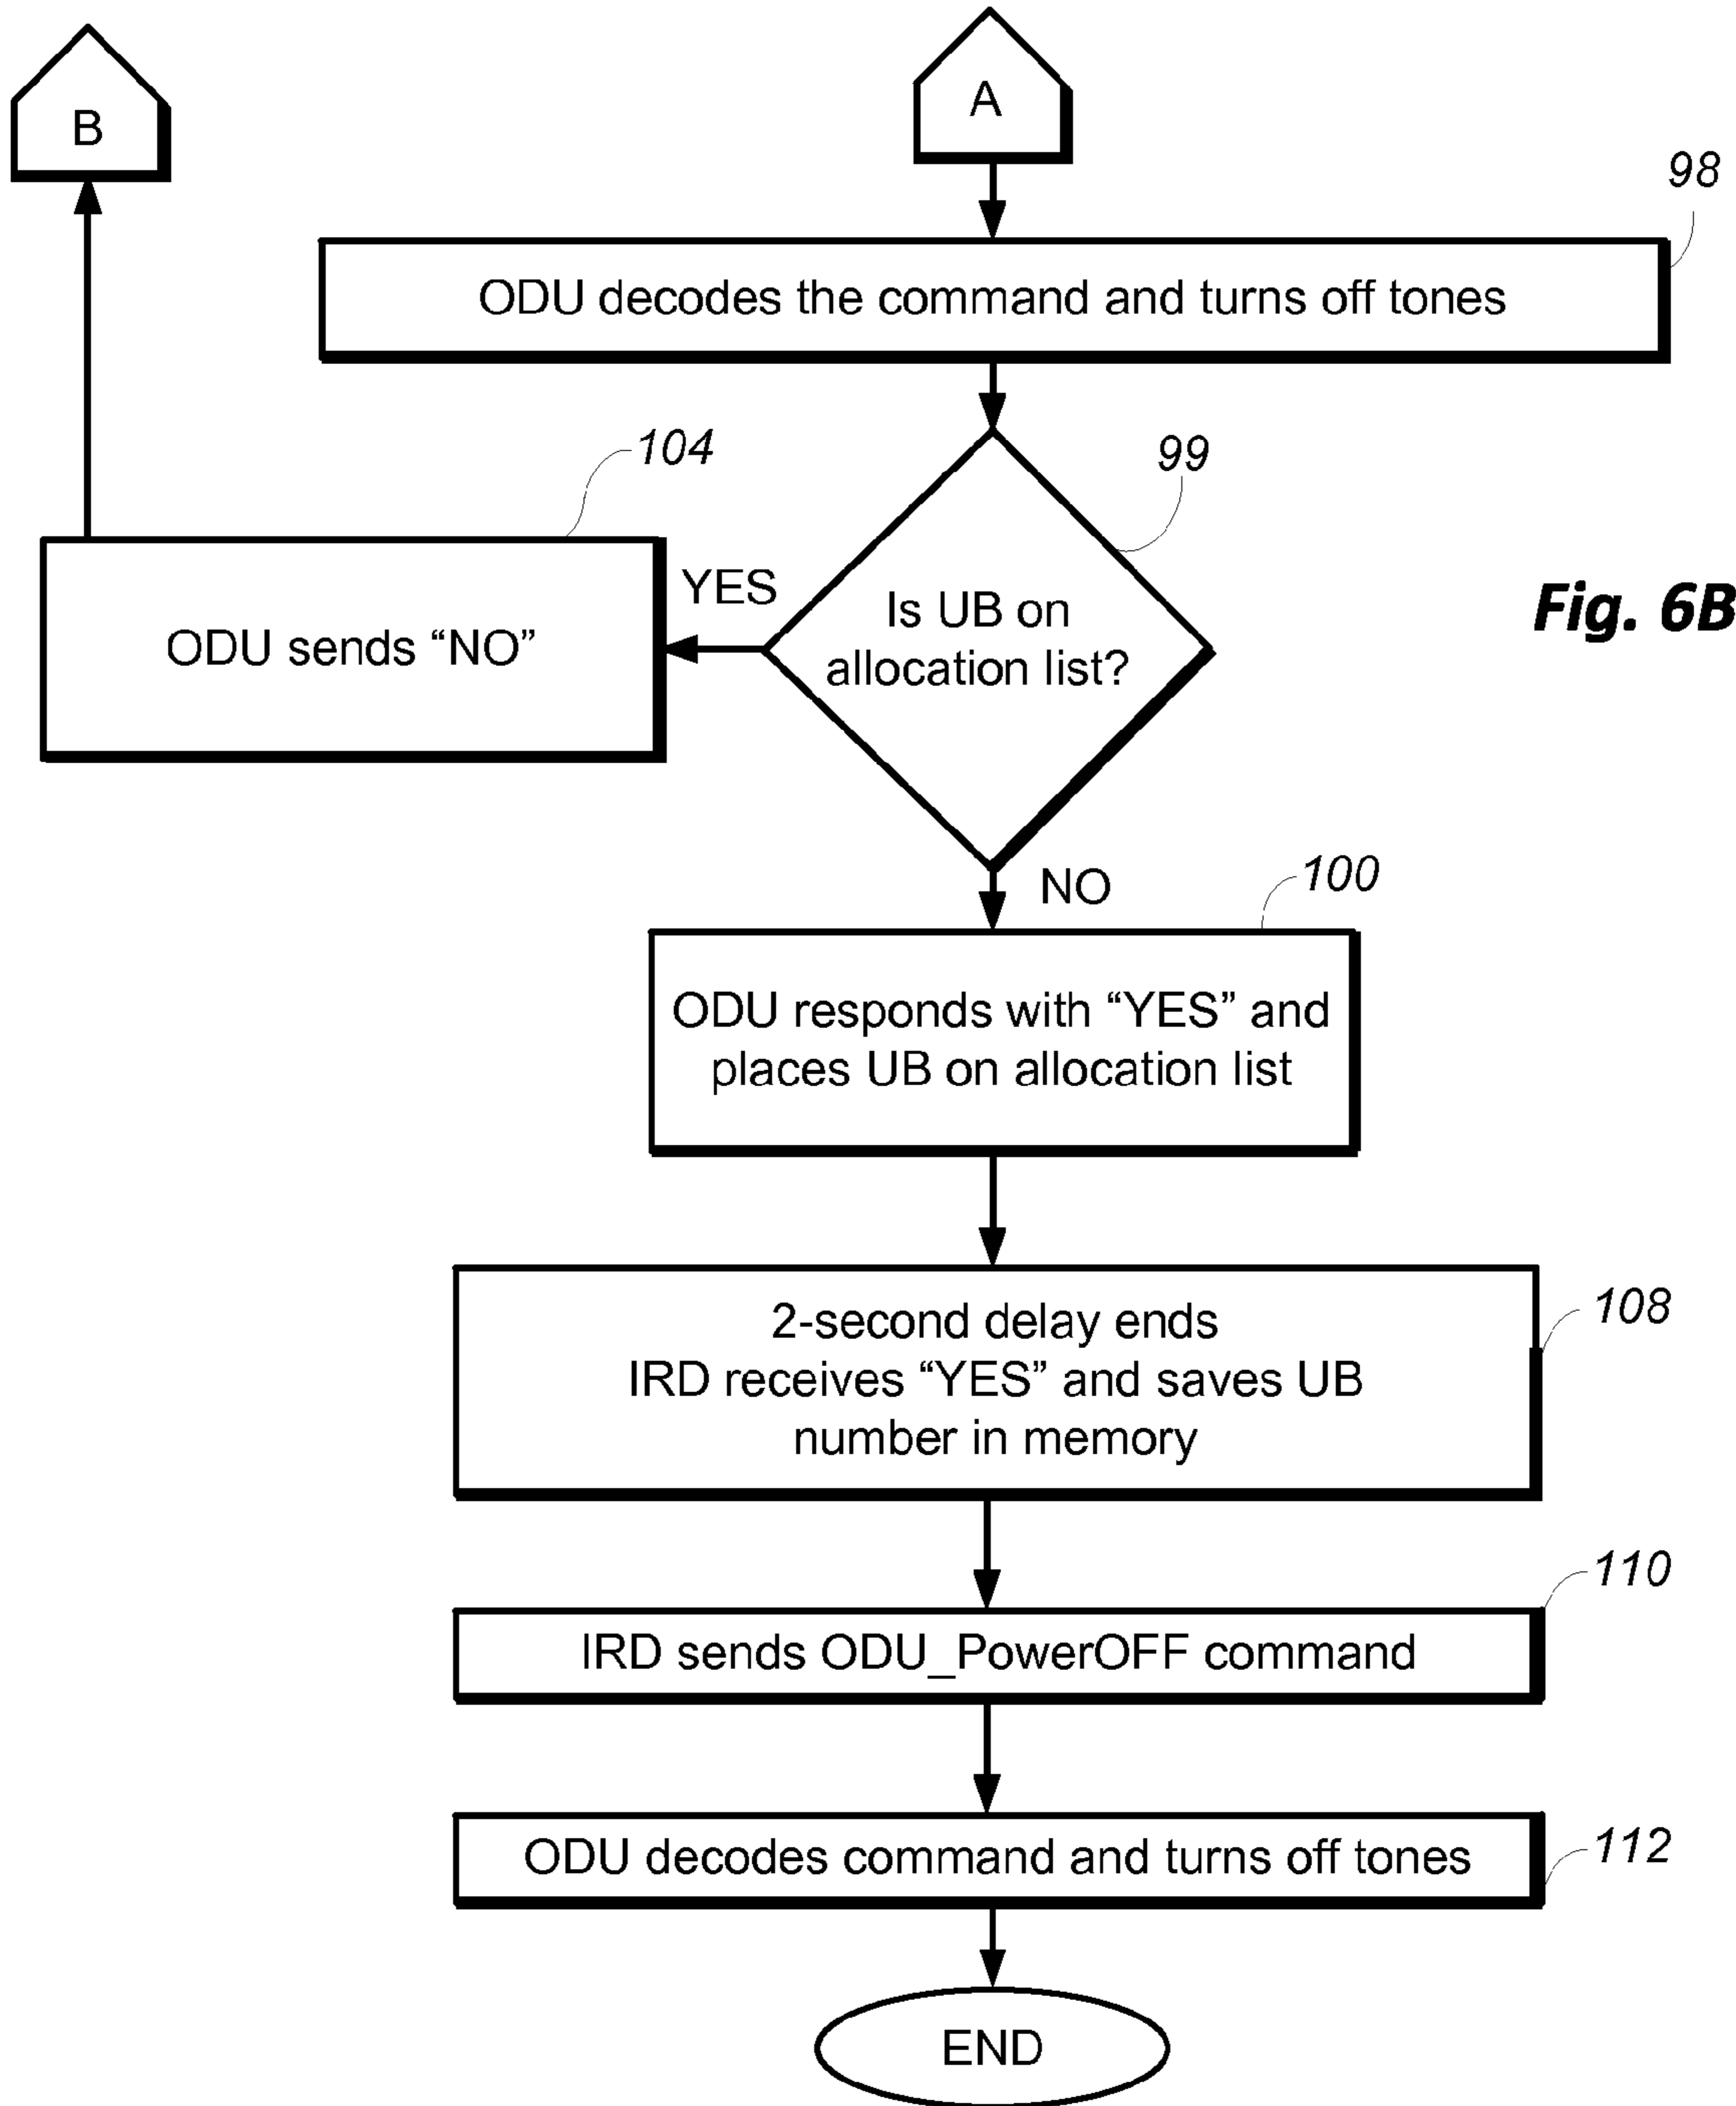 B
A
98
ODU decodes the command and turns off tones
104
99
YES
Is UB on
allocation list?
Fig. 6B
ODU sends “NO”
NO
100
ODU responds with “YES” and
places UB on allocation list
2-second delay ends
IRD receives “YES” and saves UB
number in memory
108
110
IRD sends ODU_PowerOFF command
ODU decodes command and turns off tones
112
END